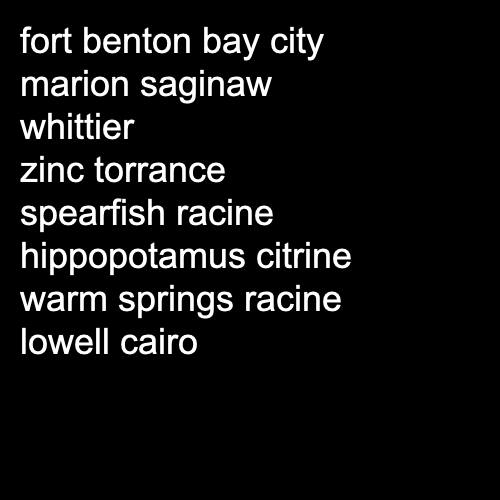 fort benton bay city
marion saginaw
whittier
zinc torrance
spearfish racine
hippopotamus citrine
warm springs racine
lowell cairo